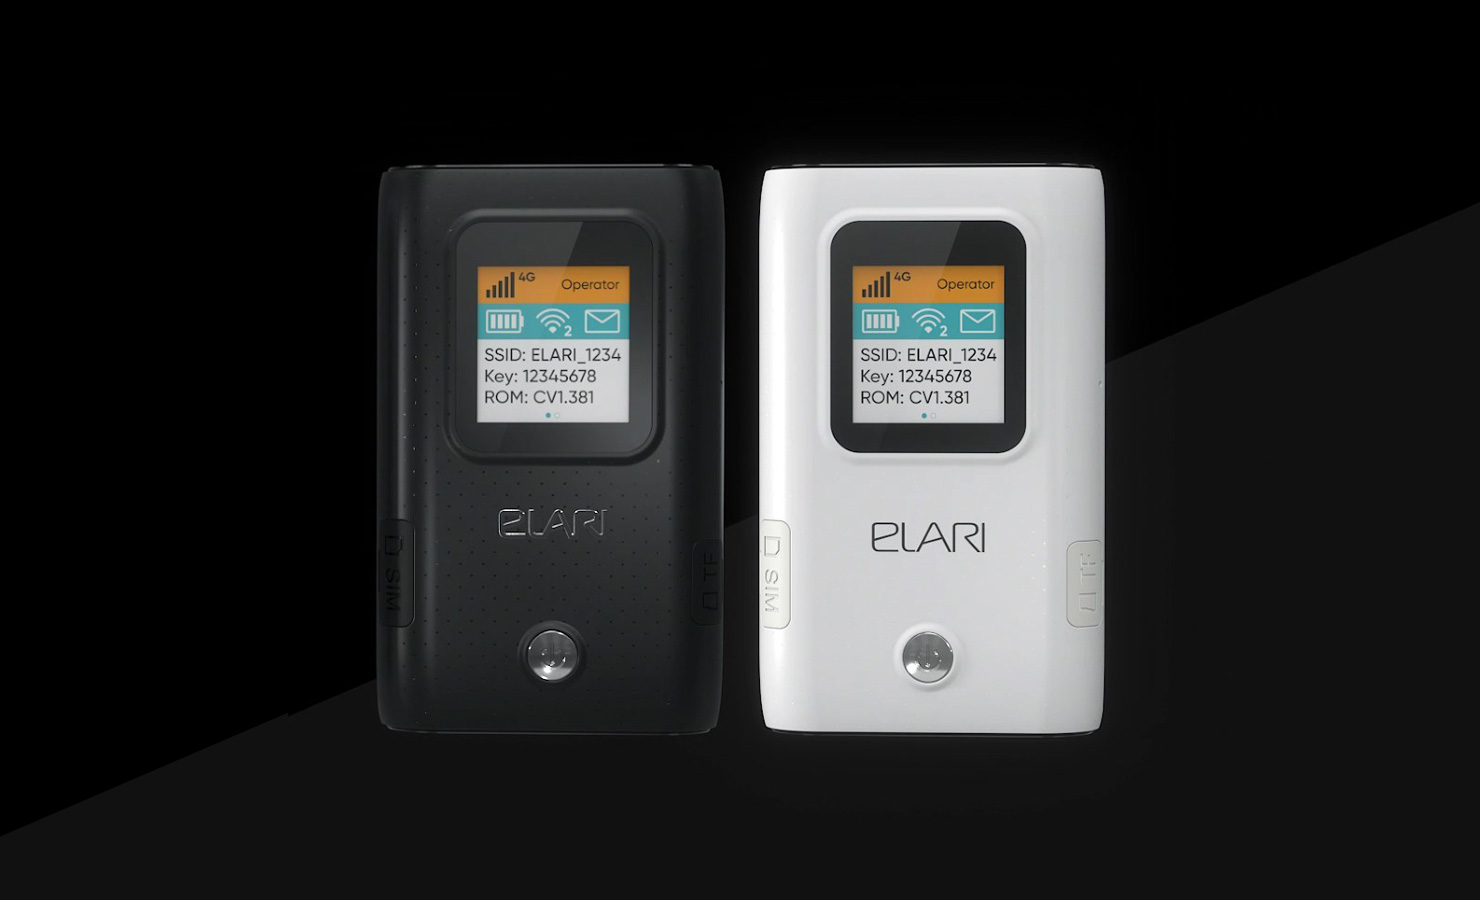 4G Operator
2
SSID: ELARI_1234
Key: 12345678
ROM: CV1.381
ELARI
SIM
TF
4G Operator
2
SSID: ELARI_1234
Key: 12345678
ROM: CV1.381
ELARI
SIM
TF